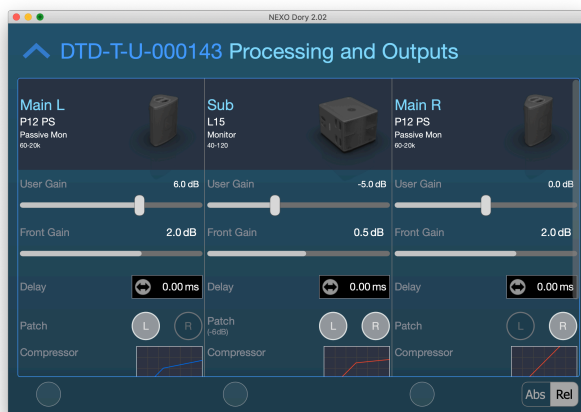 NEXO Dory 2.02
DTD-T-U-000143 Processing and Outputs
Main L
P12 PS
Passive Mon
60-20k
Sub
L15
Monitor
40-120
Main R
P12 PS
Passive Mon
60-20k
User Gain 6.0 dB
User Gain -5.0 dB
User Gain 0.0 dB
Front Gain 2.0 dB
Front Gain 0.5 dB
Front Gain 2.0 dB
Delay 0.00 ms
Delay 0.00 ms
Delay 0.00 ms
Patch L R
Patch L R
(-6dB)
Patch L R
Compressor
Compressor
Compressor
Abs Rel